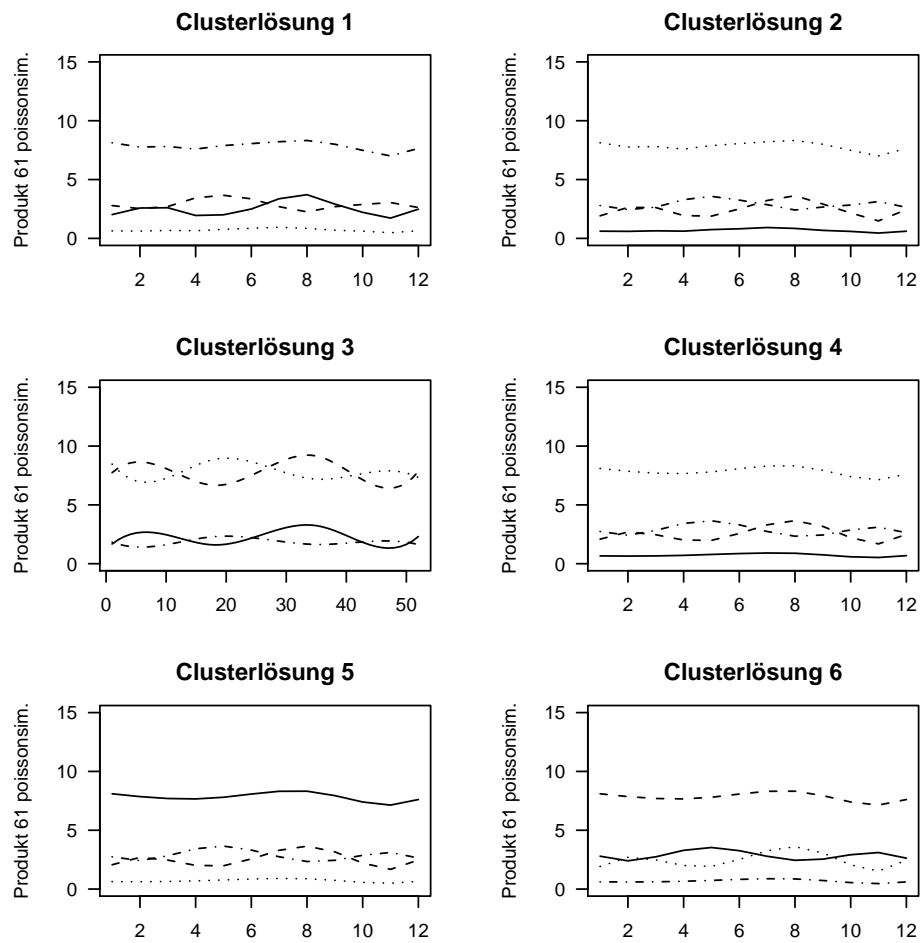 Clusterlösung 1
Produkt 61 poissonsim.
15
10
5
0
2 4 6 8 10 12
Clusterlösung 2
Produkt 61 poissonsim.
15
10
5
0
2 4 6 8 10 12
Clusterlösung 3
Produkt 61 poissonsim.
15
10
5
0
0 10 20 30 40 50
Clusterlösung 4
Produkt 61 poissonsim.
15
10
5
0
2 4 6 8 10 12
Clusterlösung 5
Produkt 61 poissonsim.
15
10
5
0
2 4 6 8 10 12
Clusterlösung 6
Produkt 61 poissonsim.
15
10
5
0
2 4 6 8 10 12